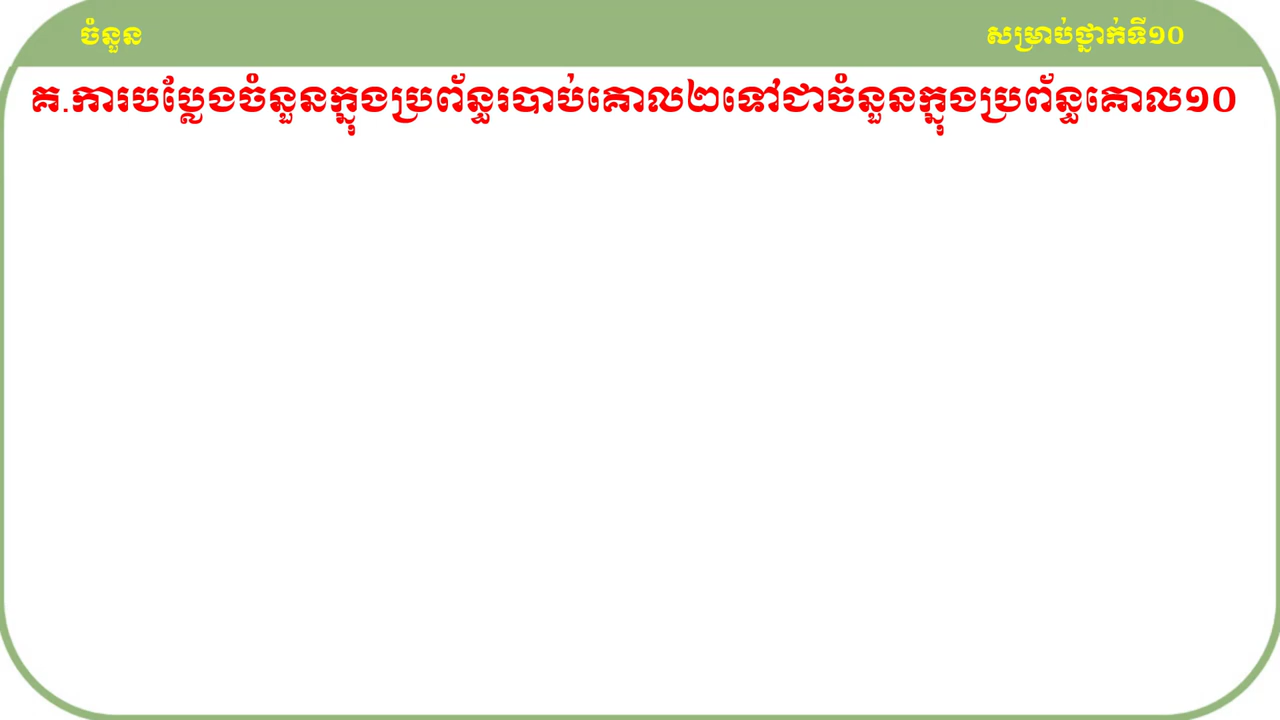 ចំនួន
សម្រាប់ថ្នាក់ទី១០
គ.ការបប្លែងចំនួនក្នុងប្រព័ន្ធរបាប់គោល២ទៅជាចំនួនក្នុងប្រព័ន្ធគោល១០